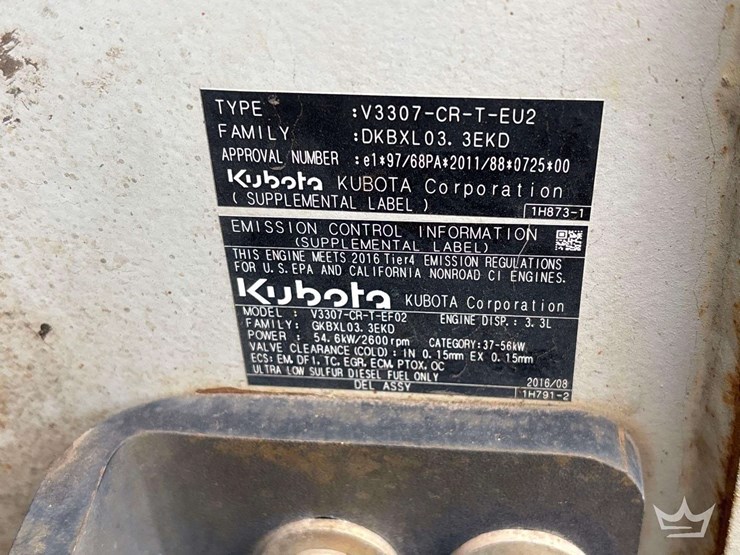 TYPE :V3307-CR-T-EU2
FAMILY :DKBXL03. 3EKD
APPROVAL NUMBER :e1*97/68PA*2011/88*0725*00
Kubota KUBOTA Corporation
( SUPPLEMENTAL LABEL ) 1H873-1
EMISSION CONTROL INFORMATION
(SUPPLEMENTAL LABEL)
THIS ENGINE MEETS 2016 Tier4 EMISSION REGULATIONS
FOR U.S. EPA AND CALIFORNIA NONROAD CI ENGINES.
Kubota KUBOTA Corporation
MODEL : V3307-CR-T-EF02 ENGINE DISP.: 3. 3L
FAMILY: GKBXL03. 3EKD
POWER : 54. 6kW/2600rpm CATEGORY:37-56kW
VALVE CLEARANCE (COLD) : IN 0. 15mm EX 0. 15mm
ECS: EM, DFI, TC, EGR, ECM, PTOX, OC
ULTRA LOW SULFUR DIESEL FUEL ONLY 2016/08
DEL ASSY 1H791-2